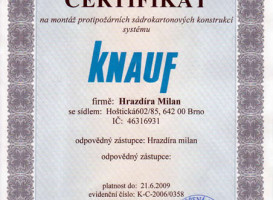 CERTIFIKÁT
na montáž protipožárních sádrokartonových konstrukcí
systému
KNAUF
firmě: Hrazdíra Milan
se sídlem: Hoštická602/85, 642 00 Brno
IČ: 46316931
odpovědný zástupce: Hrazdíra milan
odpovědný zástupce:
platnost do: 21.6.2009
evidenční číslo: K-C-2006/0358